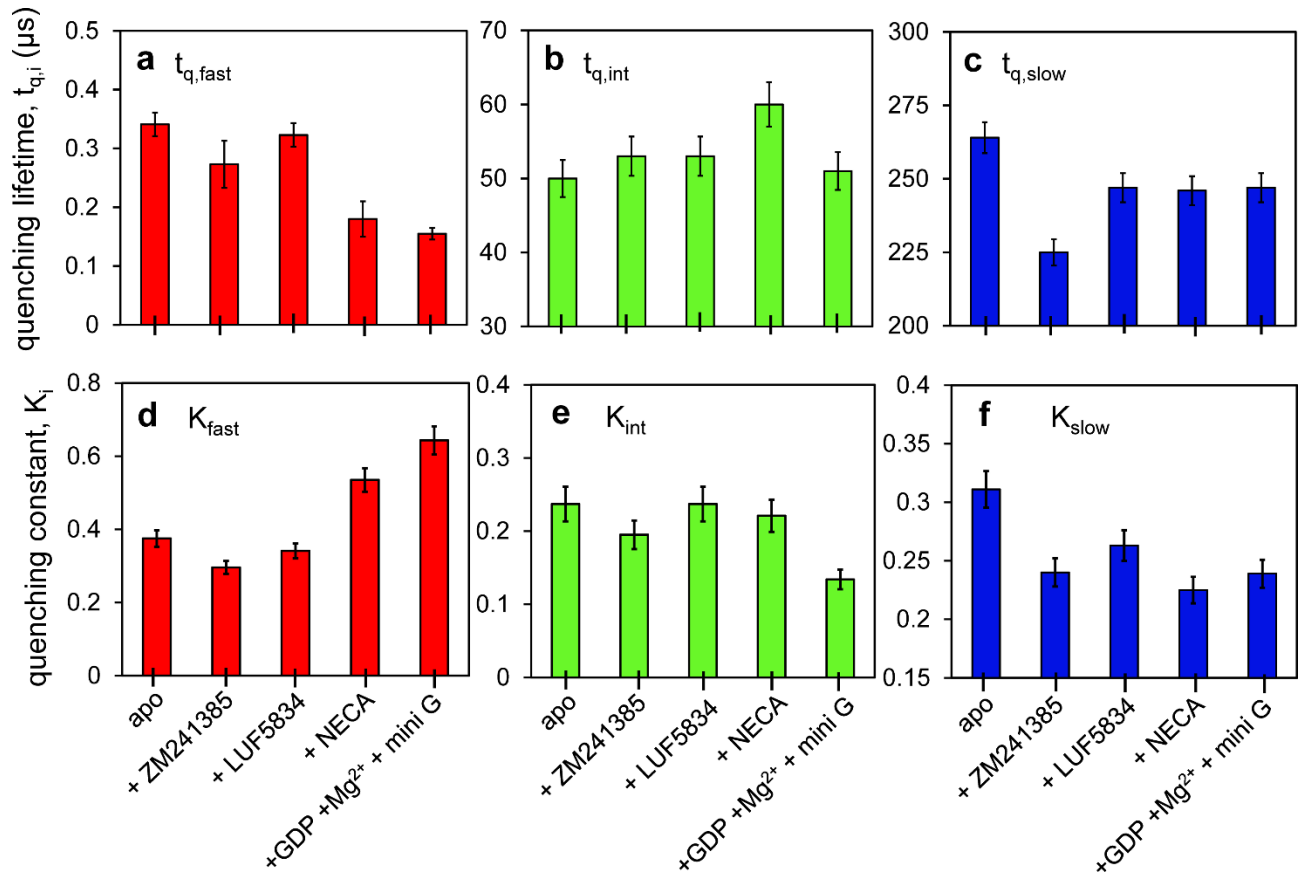 quenching lifetime, t_q,i (µs)
a t_q,fast
0.5
0.4
0.3
0.2
0.1
0
b t_q,int
70
60
50
40
30
c t_q,slow
300
275
250
225
200
quenching constant, K_i
d K_fast
0.8
0.6
0.4
0.2
0
e K_int
0.4
0.3
0.2
0.1
0
f K_slow
0.4
0.35
0.3
0.25
0.2
0.15
apo
+ ZM241385
+ LUF5834
+ NECA
+GDP +Mg²⁺ + mini G
apo
+ ZM241385
+ LUF5834
+ NECA
+GDP +Mg²⁺ + mini G
apo
+ ZM241385
+ LUF5834
+ NECA
+GDP +Mg²⁺ + mini G